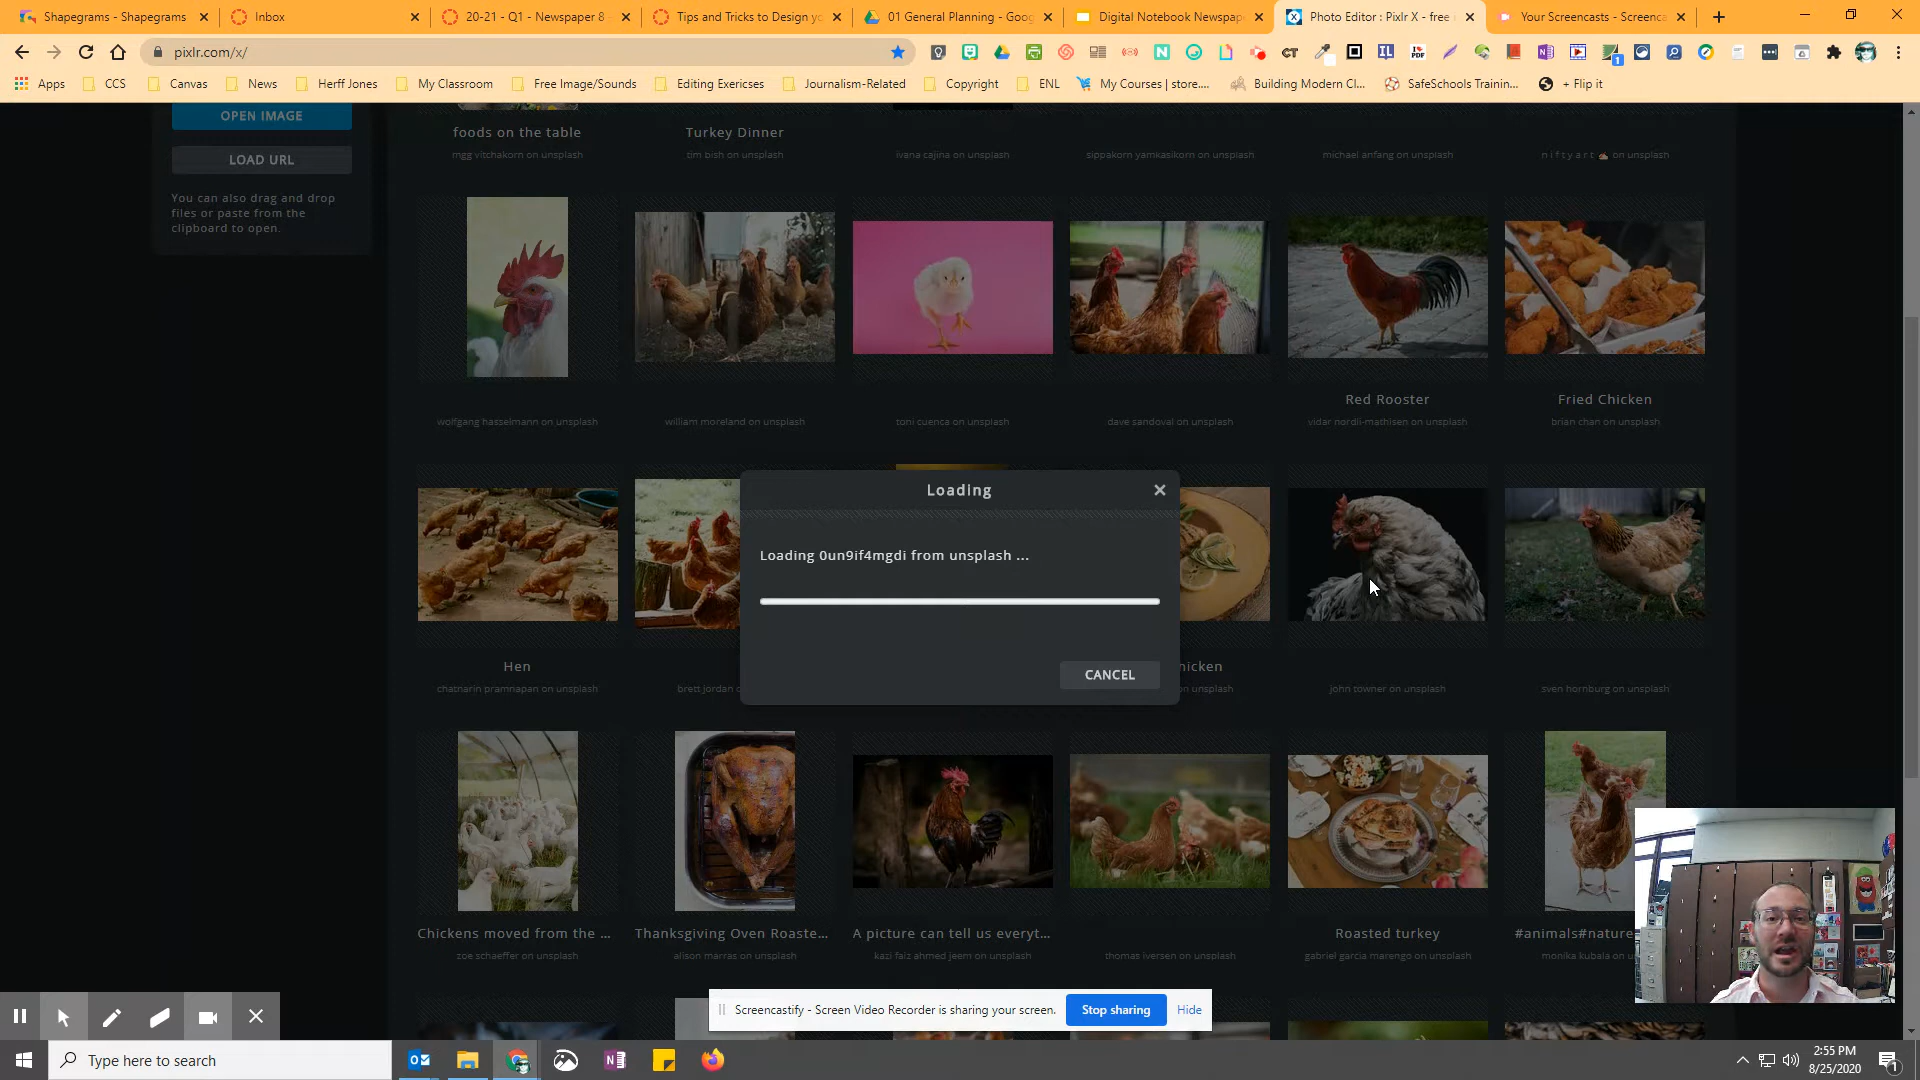 Shapegrams - Shapegrams
Inbox
20-21 - Q1 - Newspaper 8 -
Tips and Tricks to Design yo
01 General Planning - Goog
Digital Notebook Newspape
Photo Editor : Pixlr X - free
Your Screencasts - Screenca
pixlr.com/x/
Apps
CCS
Canvas
News
Herff Jones
My Classroom
Free Image/Sounds
Editing Exericses
Journalism-Related
Copyright
ENL
My Courses | store....
Building Modern Cl...
SafeSchools Trainin...
+ Flip it
OPEN IMAGE
LOAD URL
You can also drag and drop
files or paste from the
clipboard to open.
foods on the table
Turkey Dinner
mgg vitchakorn on unsplash
tim bish on unsplash
ivana cajina on unsplash
sippakorn yamkasikorn on unsplash
michael anfang on unsplash
n i f t y a r t ✍🏻 on unsplash
Red Rooster
Fried Chicken
wolfgang hasselmann on unsplash
william moreland on unsplash
toni cuenca on unsplash
dave sandoval on unsplash
vidar nordli-mathisen on unsplash
brian chan on unsplash
Loading
Loading 0un9if4mgdi from unsplash ...
CANCEL
Hen
chatnarin pramnapan on unsplash
brett jordan
on unsplash
john towner on unsplash
sven hornburg on unsplash
Chickens moved from the ...
Thanksgiving Oven Roaste...
A picture can tell us everyt...
Roasted turkey
#animals#nature
zoe schaeffer on unsplash
alison marras on unsplash
kazi faiz ahmed jeem on unsplash
thomas iversen on unsplash
gabriel garcia marengo on unsplash
monika kubala on
Screencastify - Screen Video Recorder is sharing your screen.
Stop sharing
Hide
Type here to search
2:55 PM
8/25/2020